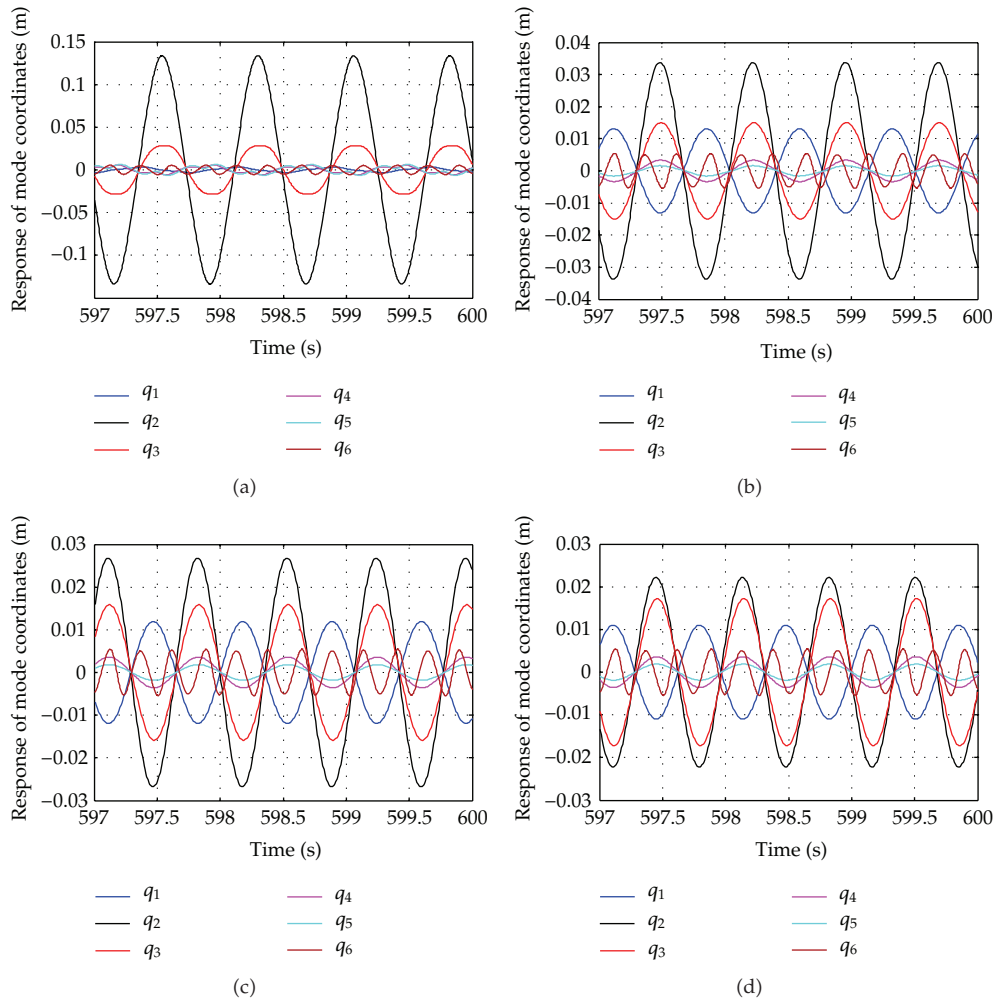 Response of mode coordinates (m)
0.15
0.1
0.05
0
−0.05
−0.1
597 597.5 598 598.5 599 599.5 600
Time (s)
q1 q4
q2 q5
q3 q6
(a)
Response of mode coordinates (m)
0.04
0.03
0.02
0.01
0
−0.01
−0.02
−0.03
−0.04
597 597.5 598 598.5 599 599.5 600
Time (s)
q1 q4
q2 q5
q3 q6
(b)
Response of mode coordinates (m)
0.03
0.02
0.01
0
−0.01
−0.02
−0.03
597 597.5 598 598.5 599 599.5 600
Time (s)
q1 q4
q2 q5
q3 q6
(c)
Response of mode coordinates (m)
0.03
0.02
0.01
0
−0.01
−0.02
−0.03
597 597.5 598 598.5 599 599.5 600
Time (s)
q1 q4
q2 q5
q3 q6
(d)